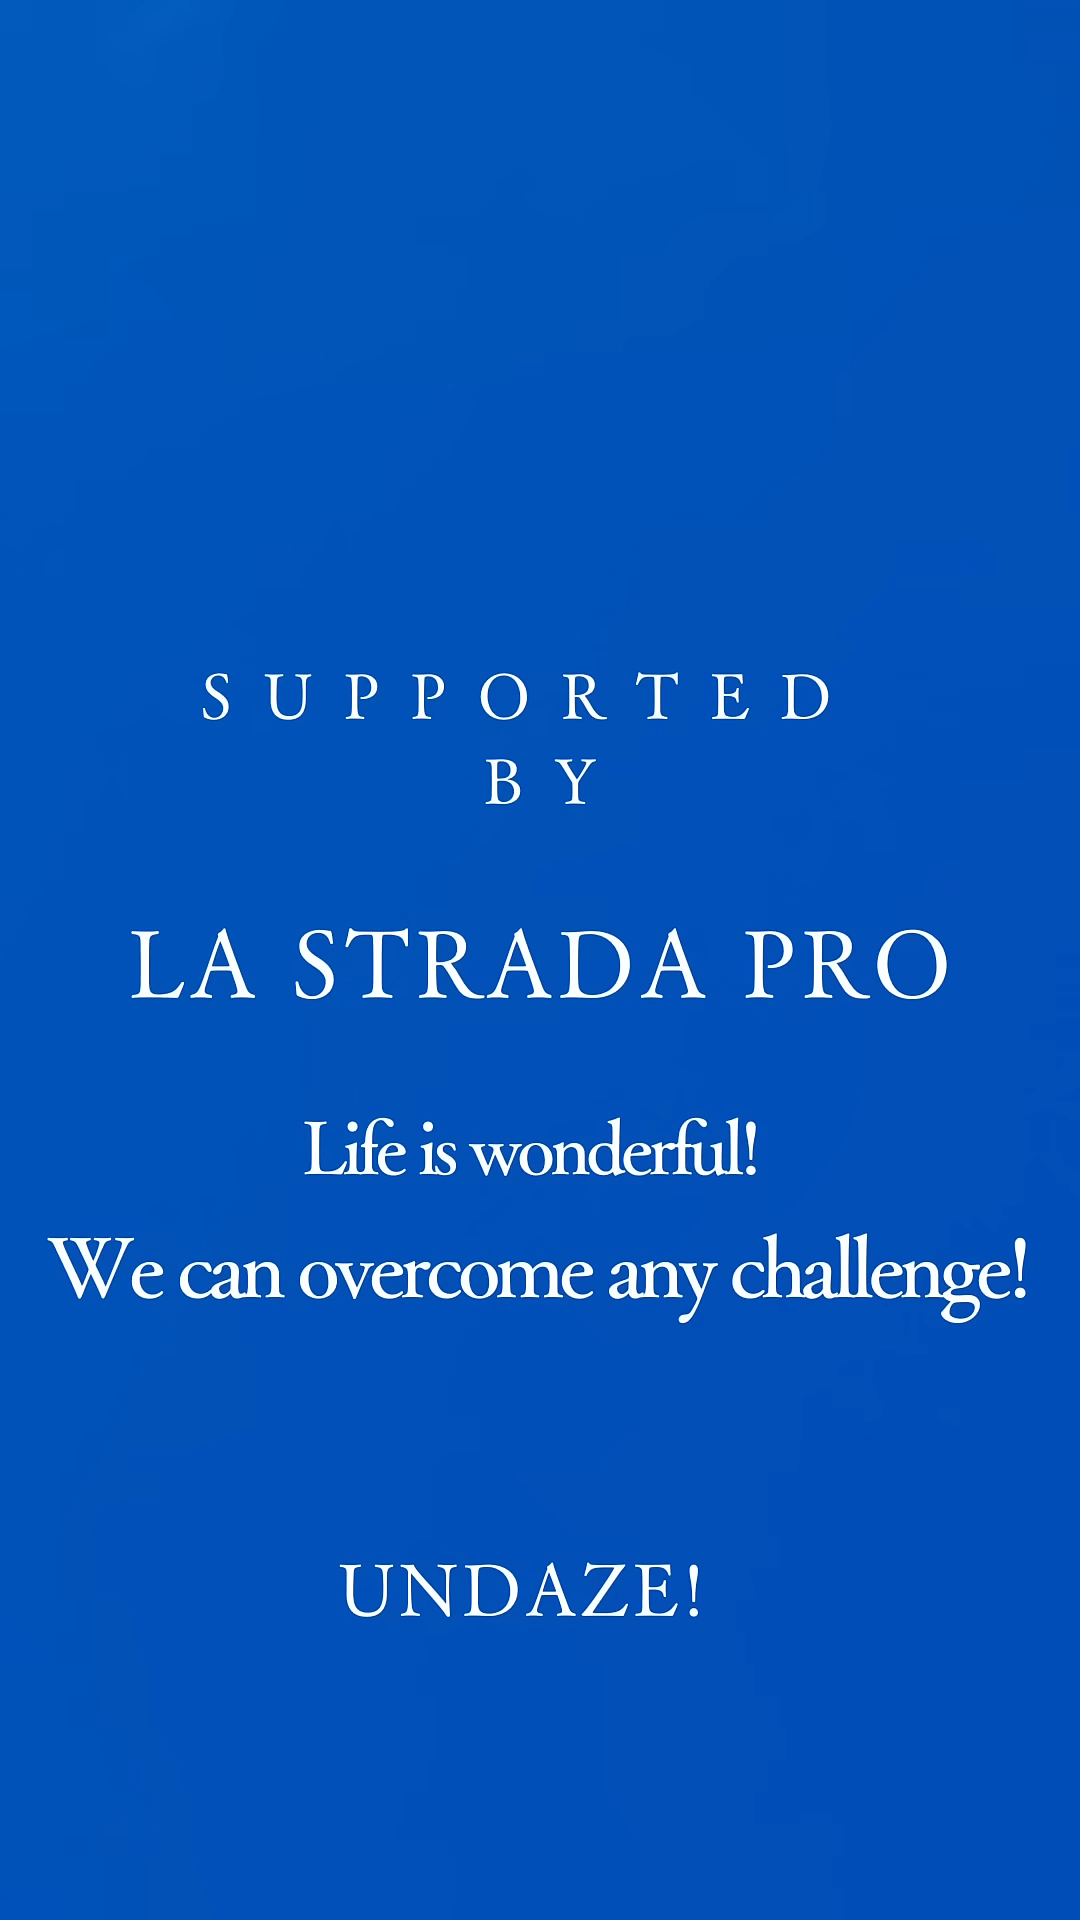 SUPPORTED
BY
LA STRADA PRO
Life is wonderful!
We can overcome any challenge!
UNDAZE!